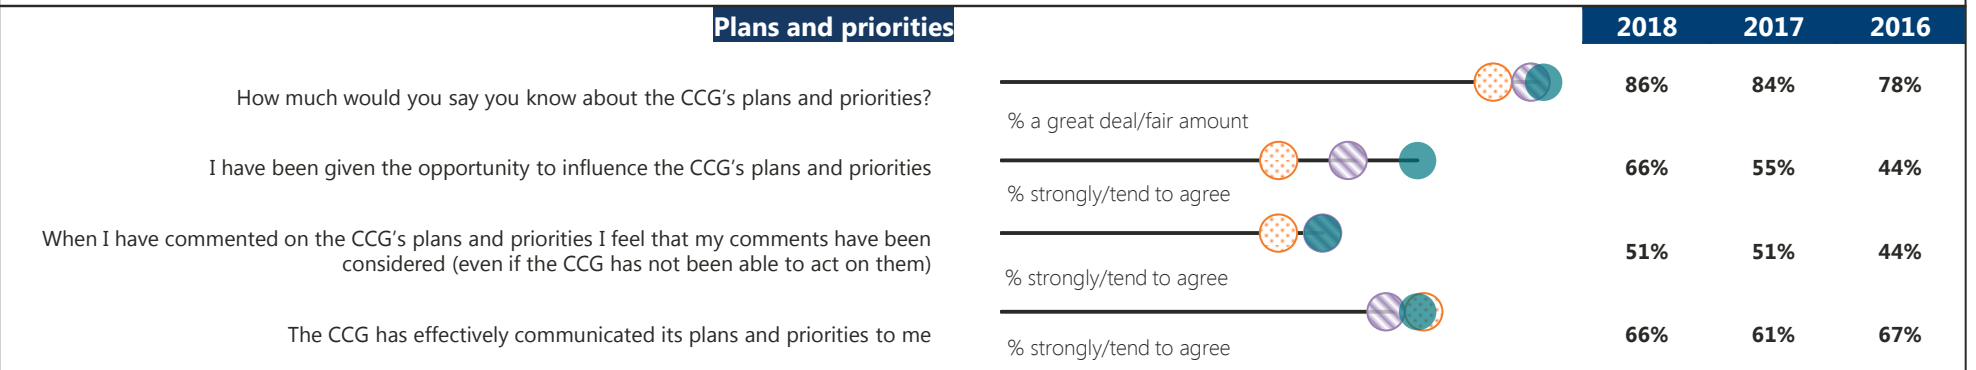 Plans and priorities 2018 2017 2016
How much would you say you know about the CCG’s plans and priorities? 86% 84% 78%
% a great deal/fair amount
I have been given the opportunity to influence the CCG’s plans and priorities 66% 55% 44%
% strongly/tend to agree
When I have commented on the CCG’s plans and priorities I feel that my comments have been
considered (even if the CCG has not been able to act on them) 51% 51% 44%
% strongly/tend to agree
The CCG has effectively communicated its plans and priorities to me 66% 61% 67%
% strongly/tend to agree